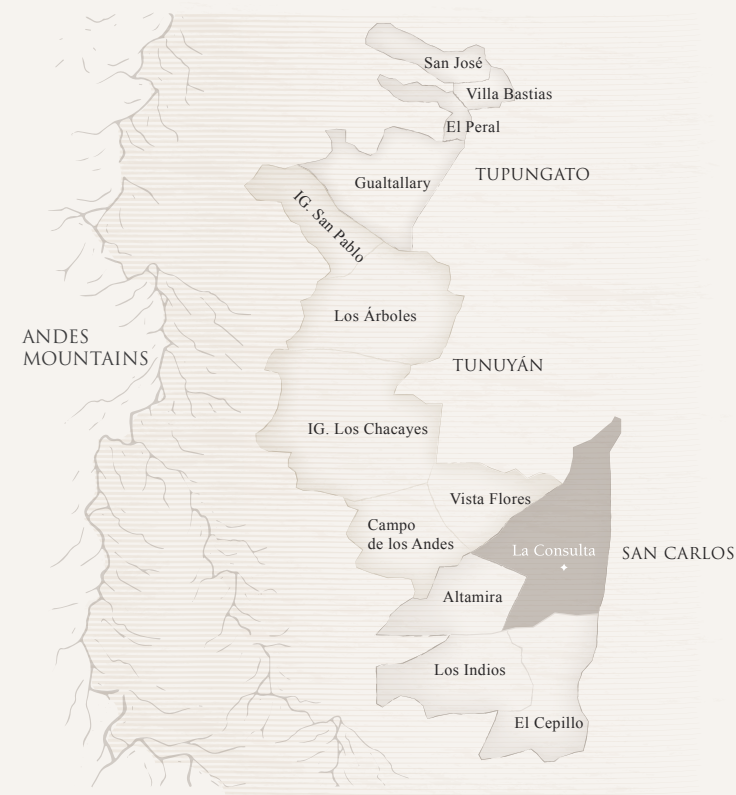 San José
Villa Bastias
El Peral
TUPUNGATO
Gualtallary
IG. San Pablo
Los Árboles
ANDES
MOUNTAINS
TUNUYÁN
IG. Los Chacayes
Vista Flores
Campo
de los Andes
La Consulta
SAN CARLOS
Altamira
Los Indios
El Cepillo